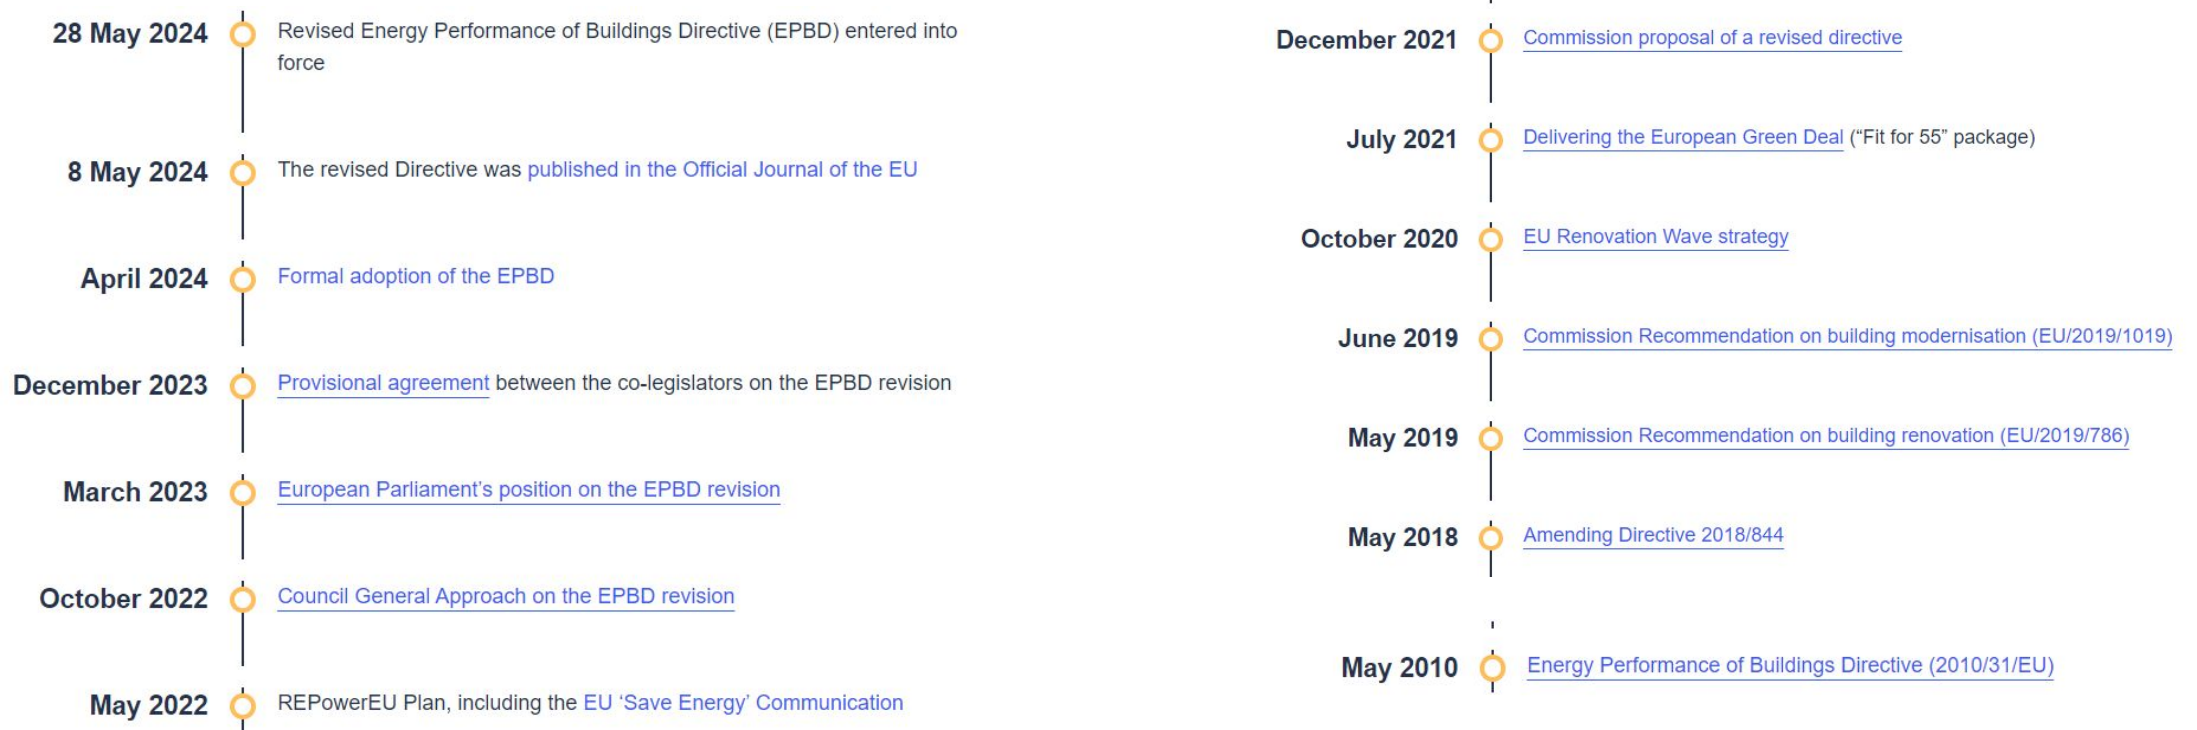 28 May 2024 Revised Energy Performance of Buildings Directive (EPBD) entered into
force
8 May 2024 The revised Directive was published in the Official Journal of the EU
April 2024 Formal adoption of the EPBD
December 2023 Provisional agreement between the co-legislators on the EPBD revision
March 2023 European Parliament’s position on the EPBD revision
October 2022 Council General Approach on the EPBD revision
May 2022 REPowerEU Plan, including the EU ‘Save Energy’ Communication
December 2021 Commission proposal of a revised directive
July 2021 Delivering the European Green Deal (“Fit for 55” package)
October 2020 EU Renovation Wave strategy
June 2019 Commission Recommendation on building modernisation (EU/2019/1019)
May 2019 Commission Recommendation on building renovation (EU/2019/786)
May 2018 Amending Directive 2018/844
May 2010 Energy Performance of Buildings Directive (2010/31/EU)